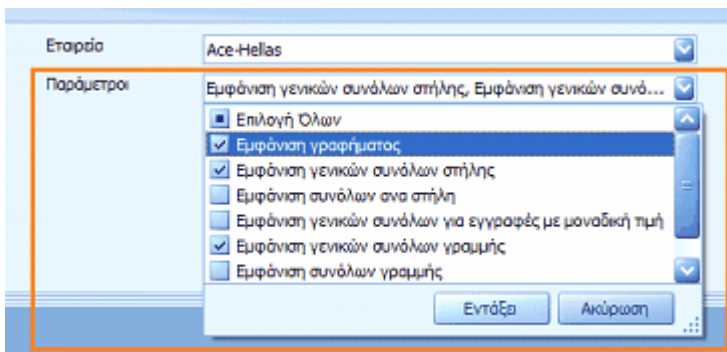 Εταιρεία Ace-Hellas
Παράμετροι Εμφάνιση γενικών συνόλων στήλης, Εμφάνιση γενικών συνό...
Επιλογή Όλων
Εμφάνιση γραφήματος
Εμφάνιση γενικών συνόλων στήλης
Εμφάνιση συνόλων ανα στήλη
Εμφάνιση γενικών συνόλων για εγγραφές με μοναδική τιμή
Εμφάνιση γενικών συνόλων γραμμής
Εμφάνιση συνόλων γραμμής
Εντάξει Ακύρωση